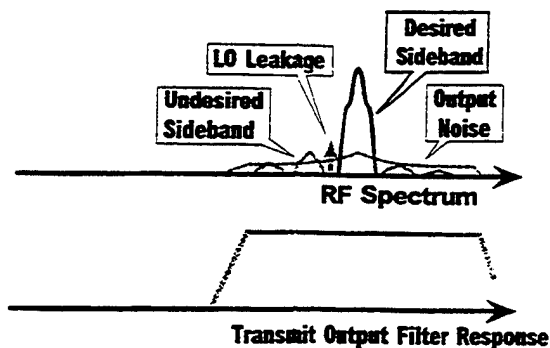 Desired
Sideband
LO Leakage
Undesired
Sideband
Output
Noise
RF Spectrum
Transmit Output Filter Response